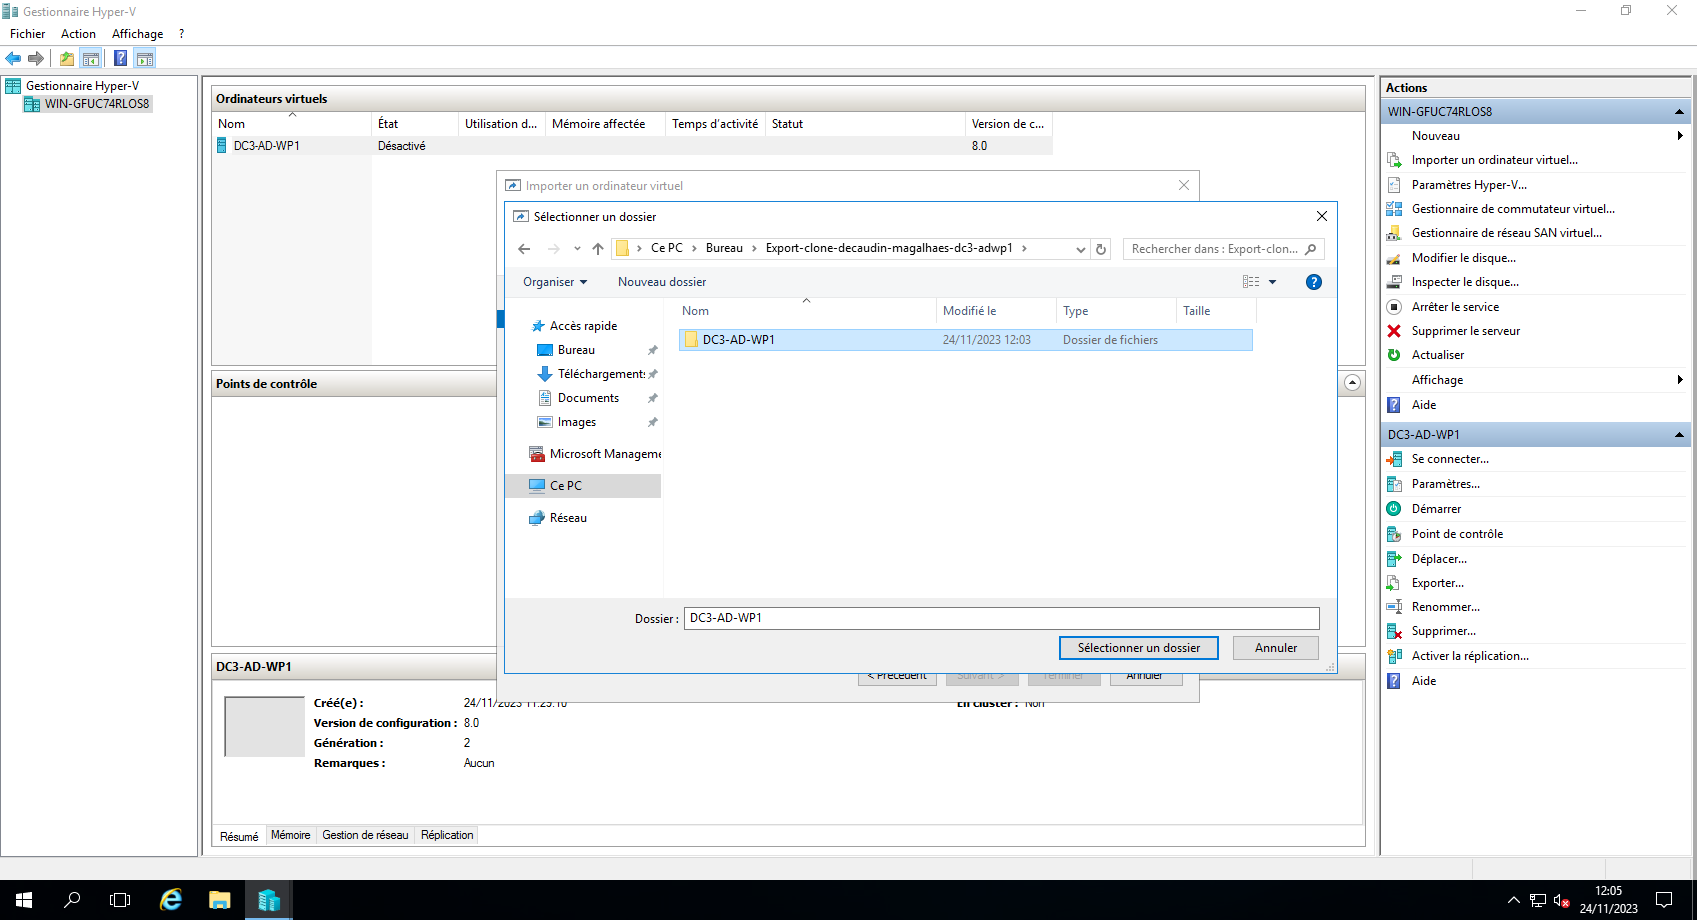 Gestionnaire Hyper-V
Fichier Action Affichage ?
Gestionnaire Hyper-V
WIN-GFUC74RLOS8
Ordinateurs virtuels
Nom État Utilisation d... Mémoire affectée Temps d'activité Statut Version de c...
DC3-AD-WP1 Désactivé 8.0
Importer un ordinateur virtuel
Sélectionner un dossier
Ce PC Bureau Export-clone-decaudin-magalhaes-dc3-adwp1
Rechercher dans : Export-clon...
Organiser Nouveau dossier ?
Nom Modifié le Type Taille
DC3-AD-WP1 24/11/2023 12:03 Dossier de fichiers
Accès rapide
Bureau
Téléchargements
Documents
Images
Microsoft Manageme
Ce PC
Réseau
Dossier : DC3-AD-WP1
Sélectionner un dossier Annuler
< Précédent Suivant > Terminer Annuler
Points de contrôle
DC3-AD-WP1
Créé(e) : 24/11/2023 11:29:10 En cluster : Non
Version de configuration : 8.0
Génération : 2
Remarques : Aucun
Résumé Mémoire Gestion de réseau Réplication
Actions
WIN-GFUC74RLOS8
Nouveau
Importer un ordinateur virtuel...
Paramètres Hyper-V...
Gestionnaire de commutateur virtuel...
Gestionnaire de réseau SAN virtuel...
Modifier le disque...
Inspecter le disque...
Arrêter le service
Supprimer le serveur
Actualiser
Affichage
Aide
DC3-AD-WP1
Se connecter...
Paramètres...
Démarrer
Point de contrôle
Déplacer...
Exporter...
Renommer...
Supprimer...
Activer la réplication...
Aide
12:05
24/11/2023